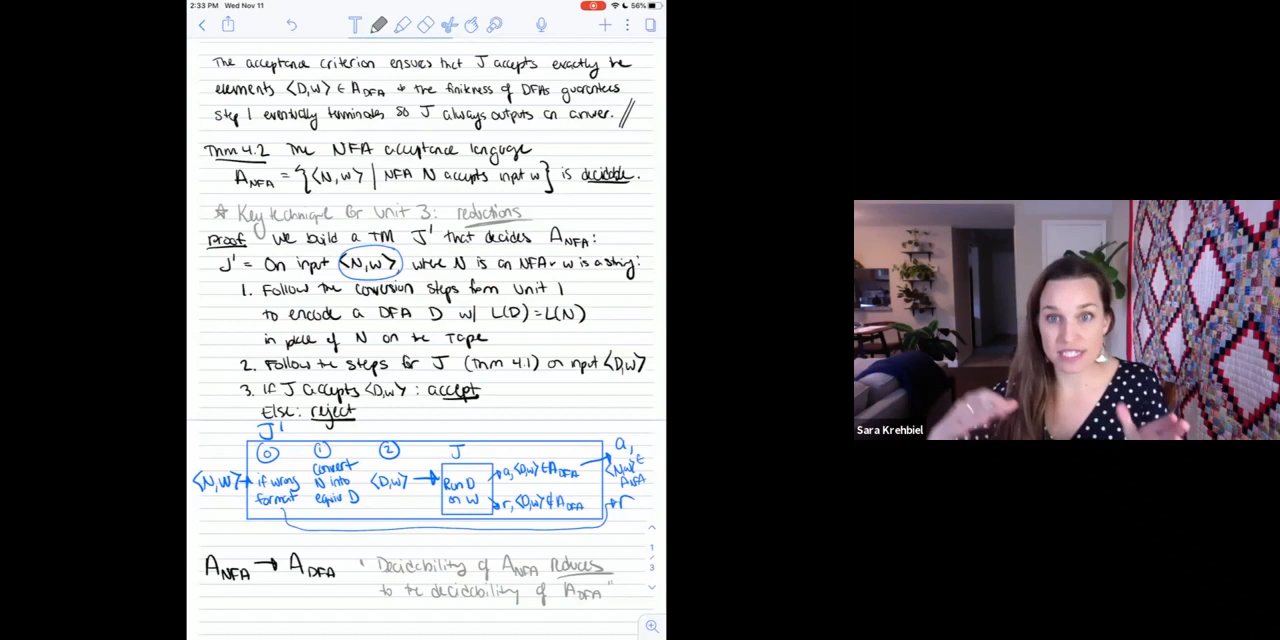 2:33 PM Wed Nov 11
56%
The acceptance criterion ensures that J accepts exactly the
elements ⟨D,w⟩ ∈ A_DFA + the finiteness of DFAs guarantees
step 1 eventually terminates so J always outputs an answer. //
Thm 4.2 The NFA acceptance language
A_NFA = {⟨N,w⟩ | NFA N accepts input w} is decidable.
☆ Key technique for Unit 3: reductions
Proof We build a TM J' that decides A_NFA:
J' = On input ⟨N,w⟩, where N is an NFA + w is a string:
1. Follow the conversion steps from Unit 1
to encode a DFA D w/ L(D)=L(N)
in place of N on the tape
2. Follow the steps for J (Thm 4.1) on input ⟨D,w⟩
3. If J accepts ⟨D,w⟩: accept
Else: reject
J'
⓪ ① ② J
⟨N,w⟩ → if wrong format
convert N into equiv D
⟨D,w⟩ →
Run D on w
a, ⟨D,w⟩ ∈ A_DFA
r, ⟨D,w⟩ ∉ A_DFA
a, ⟨N,w⟩ ∈ A_NFA
r
A_NFA → A_DFA "Decidability of A_NFA reduces
to the decidability of A_DFA"
1
/
3
Sara Krehbiel